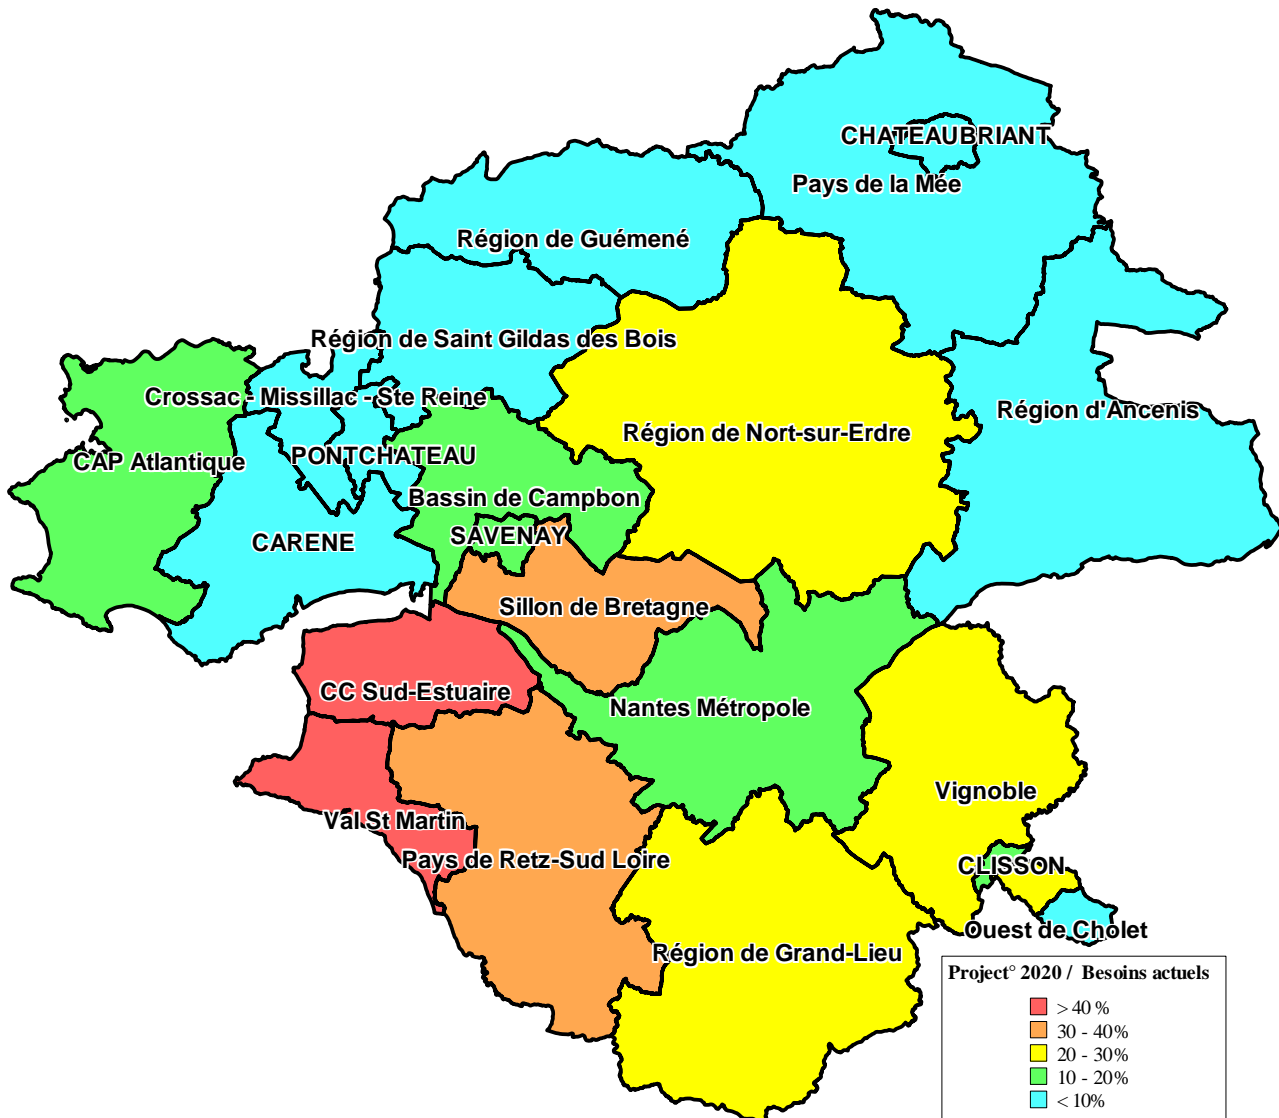 CHATEAUBRIANT
Pays de la Mée
Région de Guémené
Région de Saint Gildas des Bois
Crossac - Missillac - Ste Reine
Région d'Ancenis
Région de Nort-sur-Erdre
PONTCHATEAU
CAP Atlantique
Bassin de Campbon
SAVENAY
CARENE
Sillon de Bretagne
CC Sud-Estuaire
Nantes Métropole
Vignoble
Val St Martin
Pays de Retz-Sud Loire
CLISSON
Ouest de Cholet
Région de Grand-Lieu
Project° 2020 / Besoins actuels
> 40 %
30 - 40%
20 - 30%
10 - 20%
< 10%